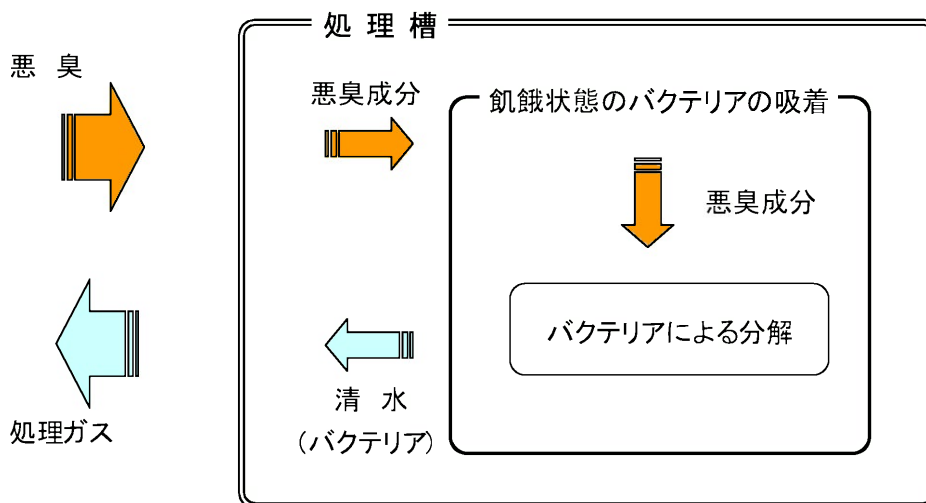 処理槽
悪臭
悪臭成分
飢餓状態のバクテリアの吸着
悪臭成分
バクテリアによる分解
清水
(バクテリア)
処理ガス